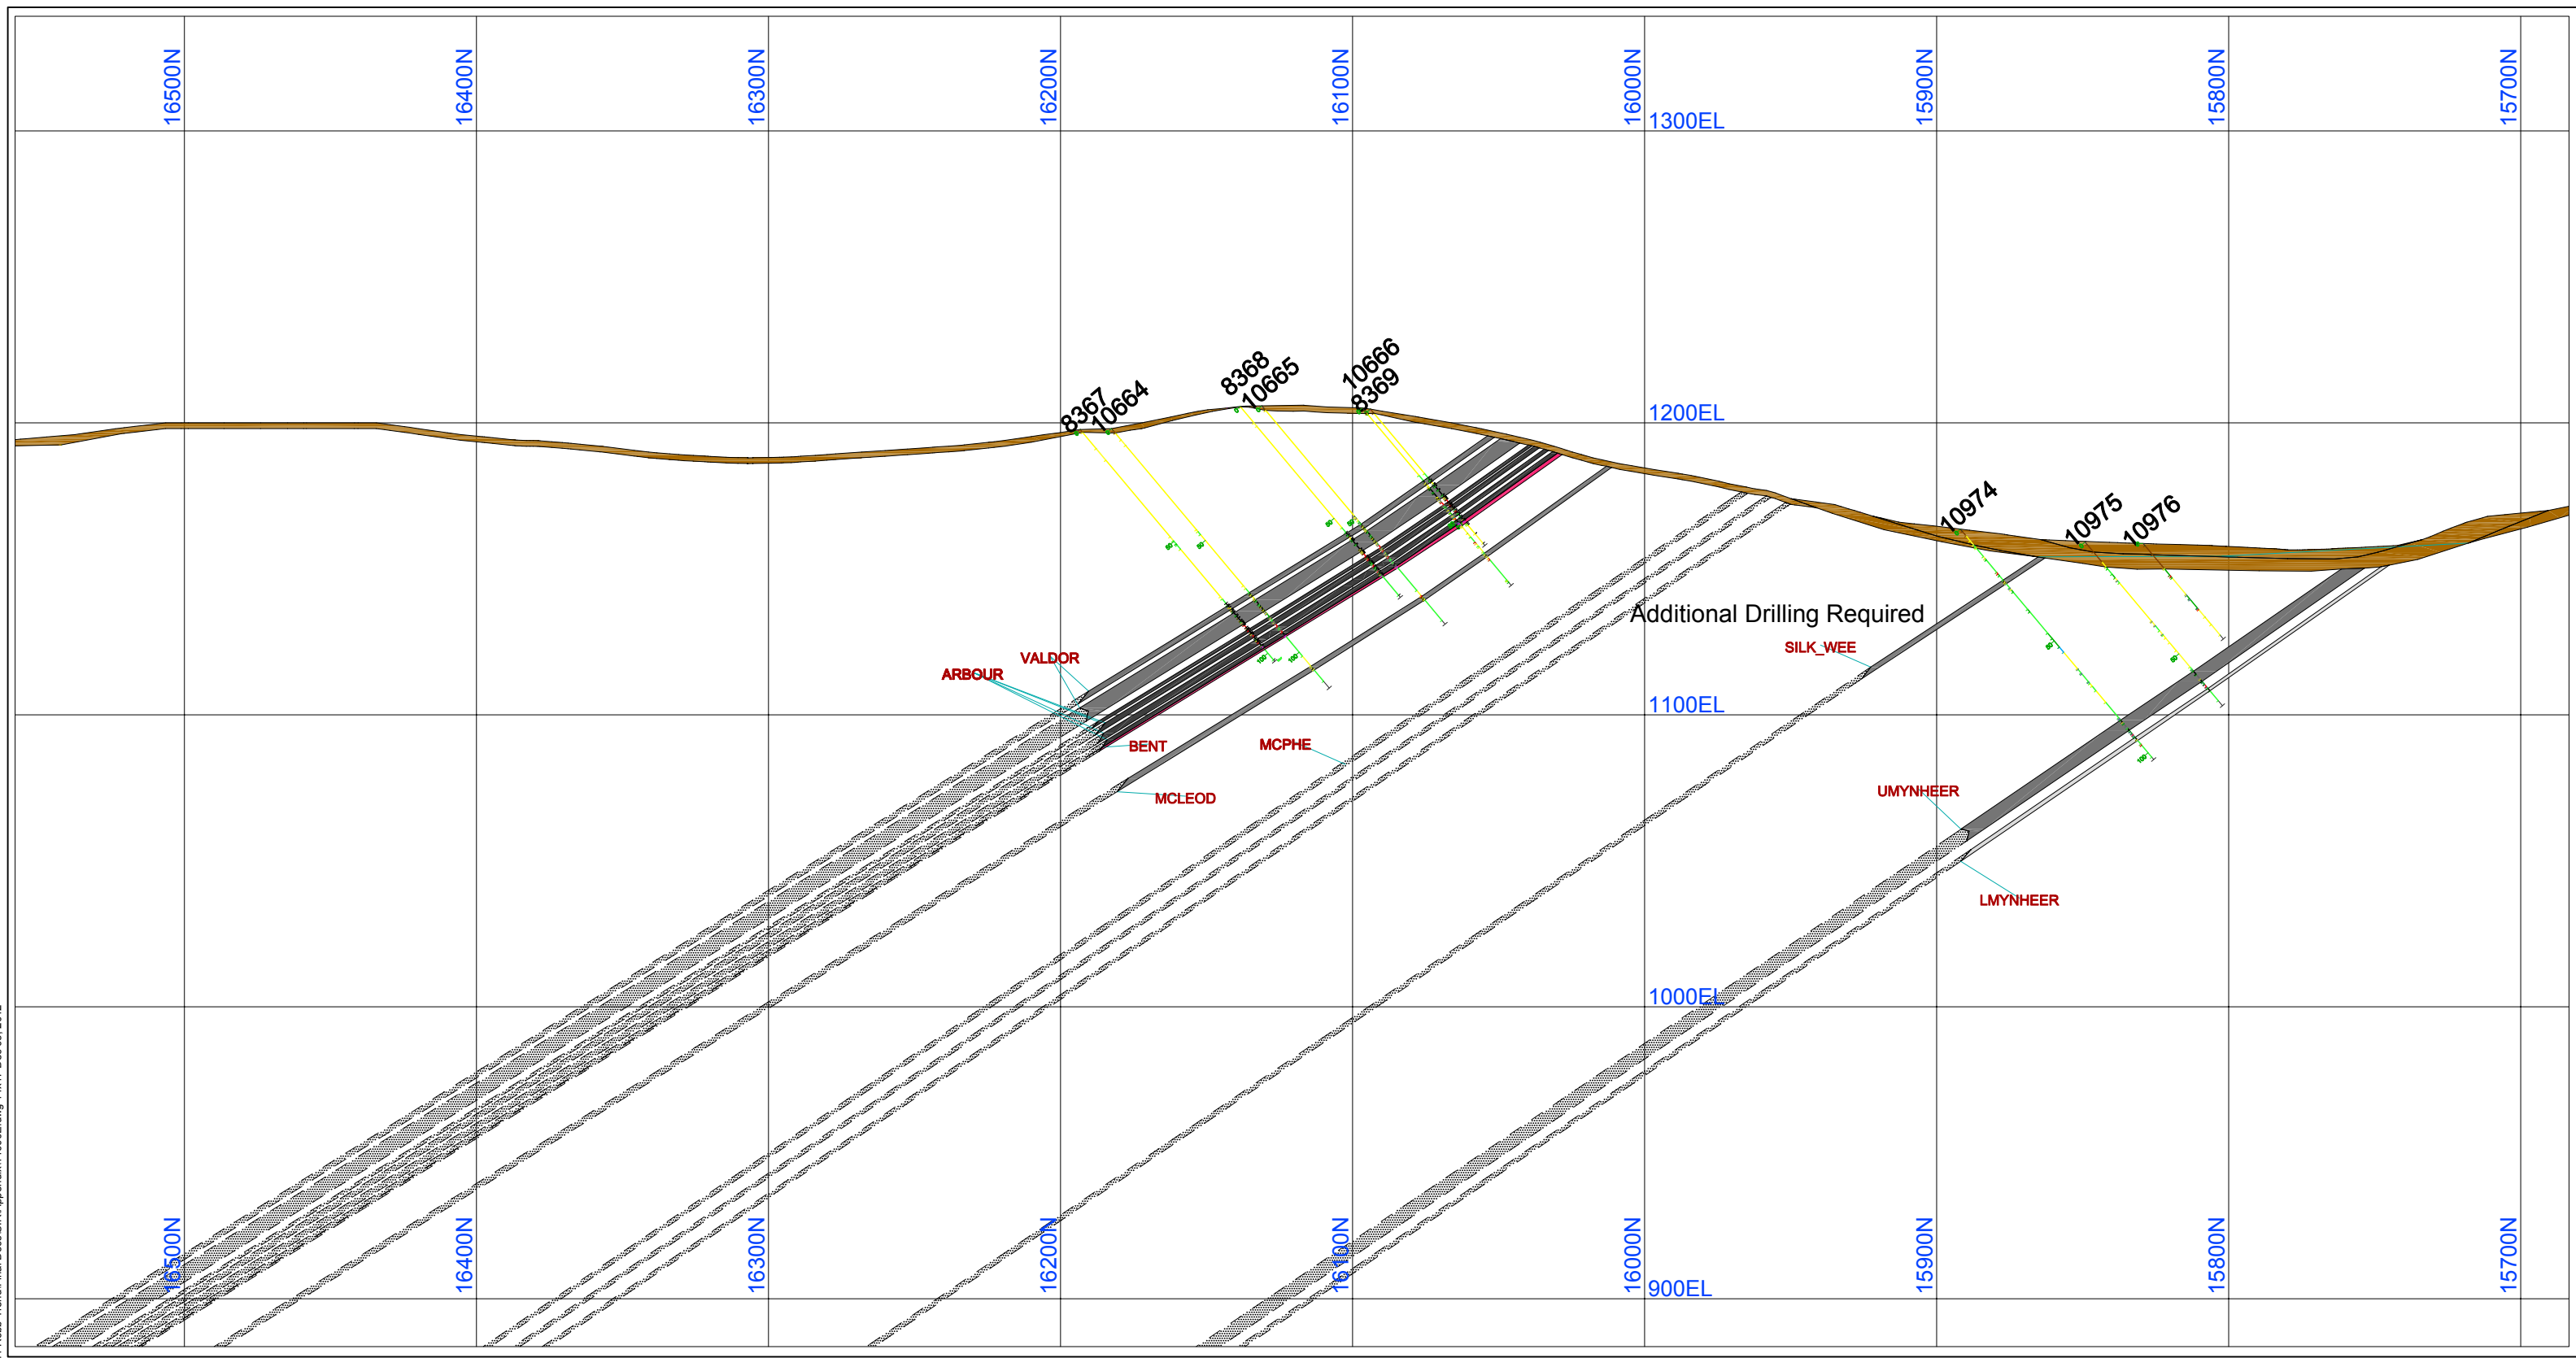 16500N
16400N
16300N
16200N
16100N
16000N
15900N
15800N
15700N
1300EL
1200EL
8367
10664
8368
10665
10666
8369
10974
10975
10976
Additional Drilling Required
SILK_WEE
VALDOR
ARBOUR
1100EL
BENT
MCPHE
MCLEOD
UMYNHEER
LMYNHEER
1000EL
16500N
16400N
16300N
16200N
16100N
16000N
15900N
15800N
15700N
900EL